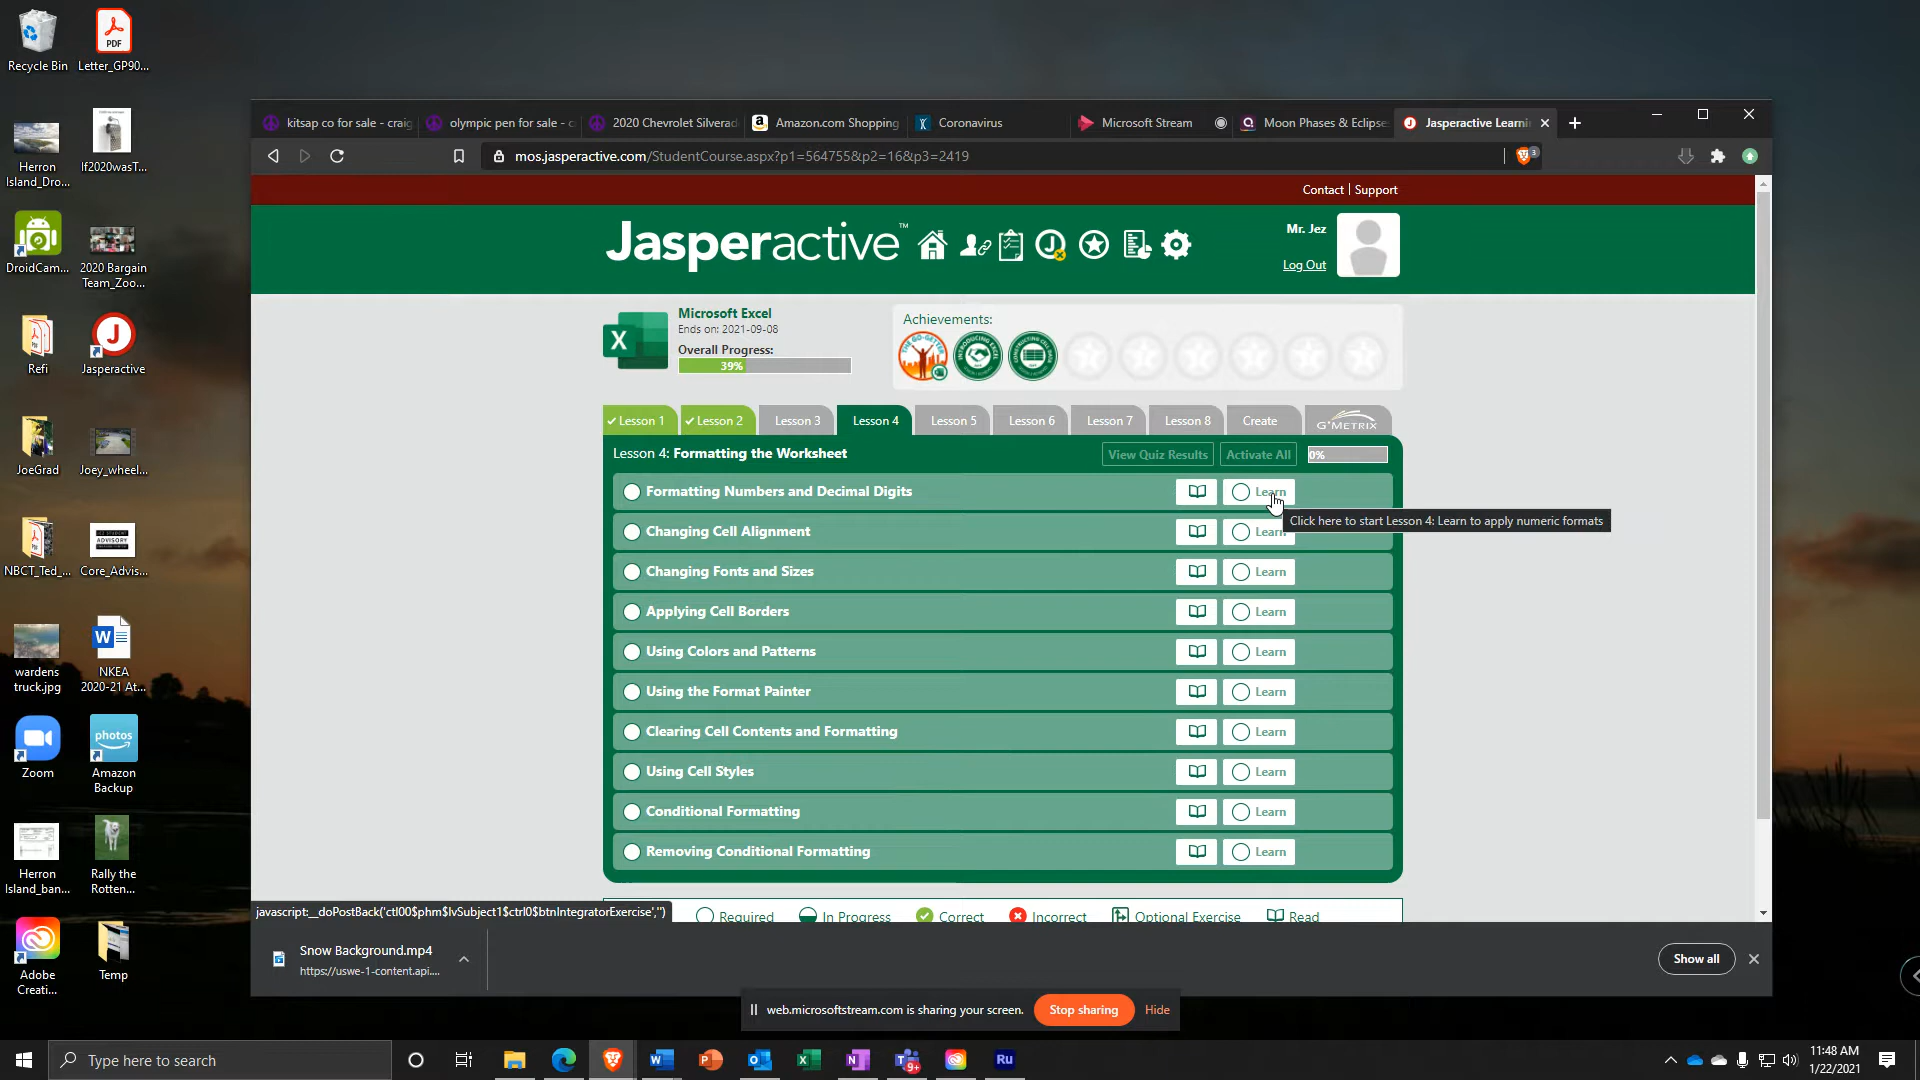 Recycle Bin
Letter_GP90...
Herron
Island_Dro...
If2020wasT...
DroidCam...
2020 Bargain
Team_Zoo...
Refi
Jasperactive
JoeGrad
Joey_wheel...
NBCT_Ted_...
Core_Advis...
wardens
truck.jpg
NKEA
2020-21 At...
Zoom
Amazon
Backup
Herron
Island_ban...
Rally the
Rotten...
Adobe
Creati...
Temp
kitsap co for sale - craig
olympic pen for sale - c
2020 Chevrolet Silverad
Amazon.com Shopping
Coronavirus
Microsoft Stream
Moon Phases & Eclipse
Jasperactive Learni
mos.jasperactive.com/StudentCourse.aspx?p1=564755&p2=16&p3=2419
Contact | Support
Jasperactive™
Mr. Jez
Log Out
Microsoft Excel
Ends on: 2021-09-08
Overall Progress:
39%
Achievements:
Lesson 1
Lesson 2
Lesson 3
Lesson 4
Lesson 5
Lesson 6
Lesson 7
Lesson 8
Create
G*METRIX
Lesson 4: Formatting the Worksheet
View Quiz Results
Activate All
0%
Formatting Numbers and Decimal Digits
Learn
Click here to start Lesson 4: Learn to apply numeric formats
Changing Cell Alignment
Learn
Changing Fonts and Sizes
Learn
Applying Cell Borders
Learn
Using Colors and Patterns
Learn
Using the Format Painter
Learn
Clearing Cell Contents and Formatting
Learn
Using Cell Styles
Learn
Conditional Formatting
Learn
Removing Conditional Formatting
Learn
javascript:__doPostBack('ctl00$phm$lvSubject1$ctrl0$btnIntegratorExercise','')
Required
In Progress
Correct
Incorrect
Optional Exercise
Read
Snow Background.mp4
https://uswe-1-content.api....
Show all
web.microsoftstream.com is sharing your screen.
Stop sharing
Hide
Type here to search
11:48 AM
1/22/2021